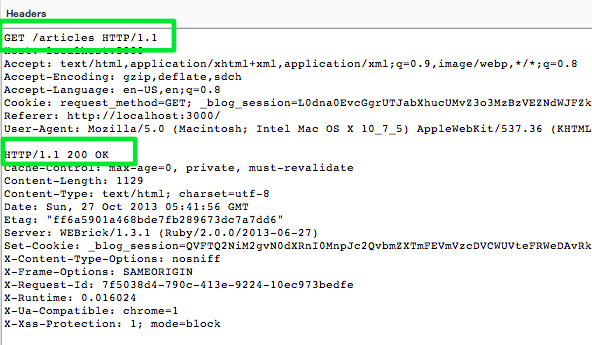 Headers
GET /articles HTTP/1.1
Host: localhost:3000
Accept: text/html,application/xhtml+xml,application/xml;q=0.9,image/webp,*/*;q=0.8
Accept-Encoding: gzip,deflate,sdch
Accept-Language: en-US,en;q=0.8
Cookie: request_method=GET; _blog_session=L0dna0EvcGgrUTJabXhucUMvZ3o3MzBzVEZNdWJFZk
Referer: http://localhost:3000/
User-Agent: Mozilla/5.0 (Macintosh; Intel Mac OS X 10_7_5) AppleWebKit/537.36 (KHTML
HTTP/1.1 200 OK
Cache-Control: max-age=0, private, must-revalidate
Content-Length: 1129
Content-Type: text/html; charset=utf-8
Date: Sun, 27 Oct 2013 05:41:56 GMT
Etag: "ff6a5901a468bde7fb289673dc7a7dd6"
Server: WEBrick/1.3.1 (Ruby/2.0.0/2013-06-27)
Set-Cookie: _blog_session=QVFTQ2NiM2gvN0dXRnI0MnpJc2QvbmZXTmFEVmVzcDVCWUVteFRWeDAvRk
X-Content-Type-Options: nosniff
X-Frame-Options: SAMEORIGIN
X-Request-Id: 7f5038d4-790c-413e-9224-10ec973bedfe
X-Runtime: 0.016024
X-Ua-Compatible: chrome=1
X-Xss-Protection: 1; mode=block